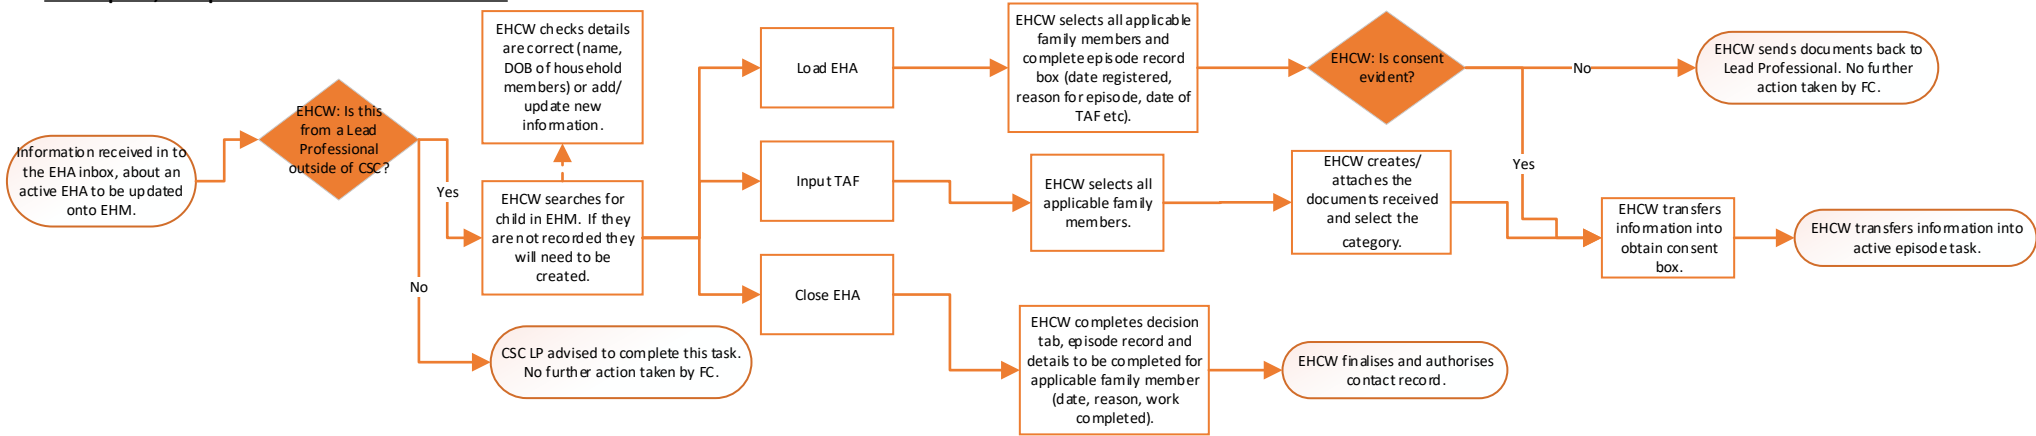 Information received in to
the EHA inbox, about an
active EHA to be updated
onto EHM.
EHCW: Is this
from a Lead
Professional
outside of CSC?
Yes
No
EHCW checks details
are correct (name,
DOB of household
members) or add/
update new
information.
EHCW searches for
child in EHM. If they
are not recorded they
will need to be
created.
CSC LP advised to complete this task.
No further action taken by FC.
Load EHA
Input TAF
Close EHA
EHCW selects all applicable
family members and
complete episode record
box (date registered,
reason for episode, date of
TAF etc).
EHCW: Is consent
evident?
No
Yes
EHCW sends documents back to
Lead Professional. No further
action taken by FC.
EHCW selects all
applicable family
members.
EHCW creates/
attaches the
documents received
and select the
category.
EHCW transfers
information into
obtain consent
box.
EHCW transfers information into
active episode task.
EHCW completes decision
tab, episode record and
details to be completed for
applicable family member
(date, reason, work
completed).
EHCW finalises and authorises
contact record.